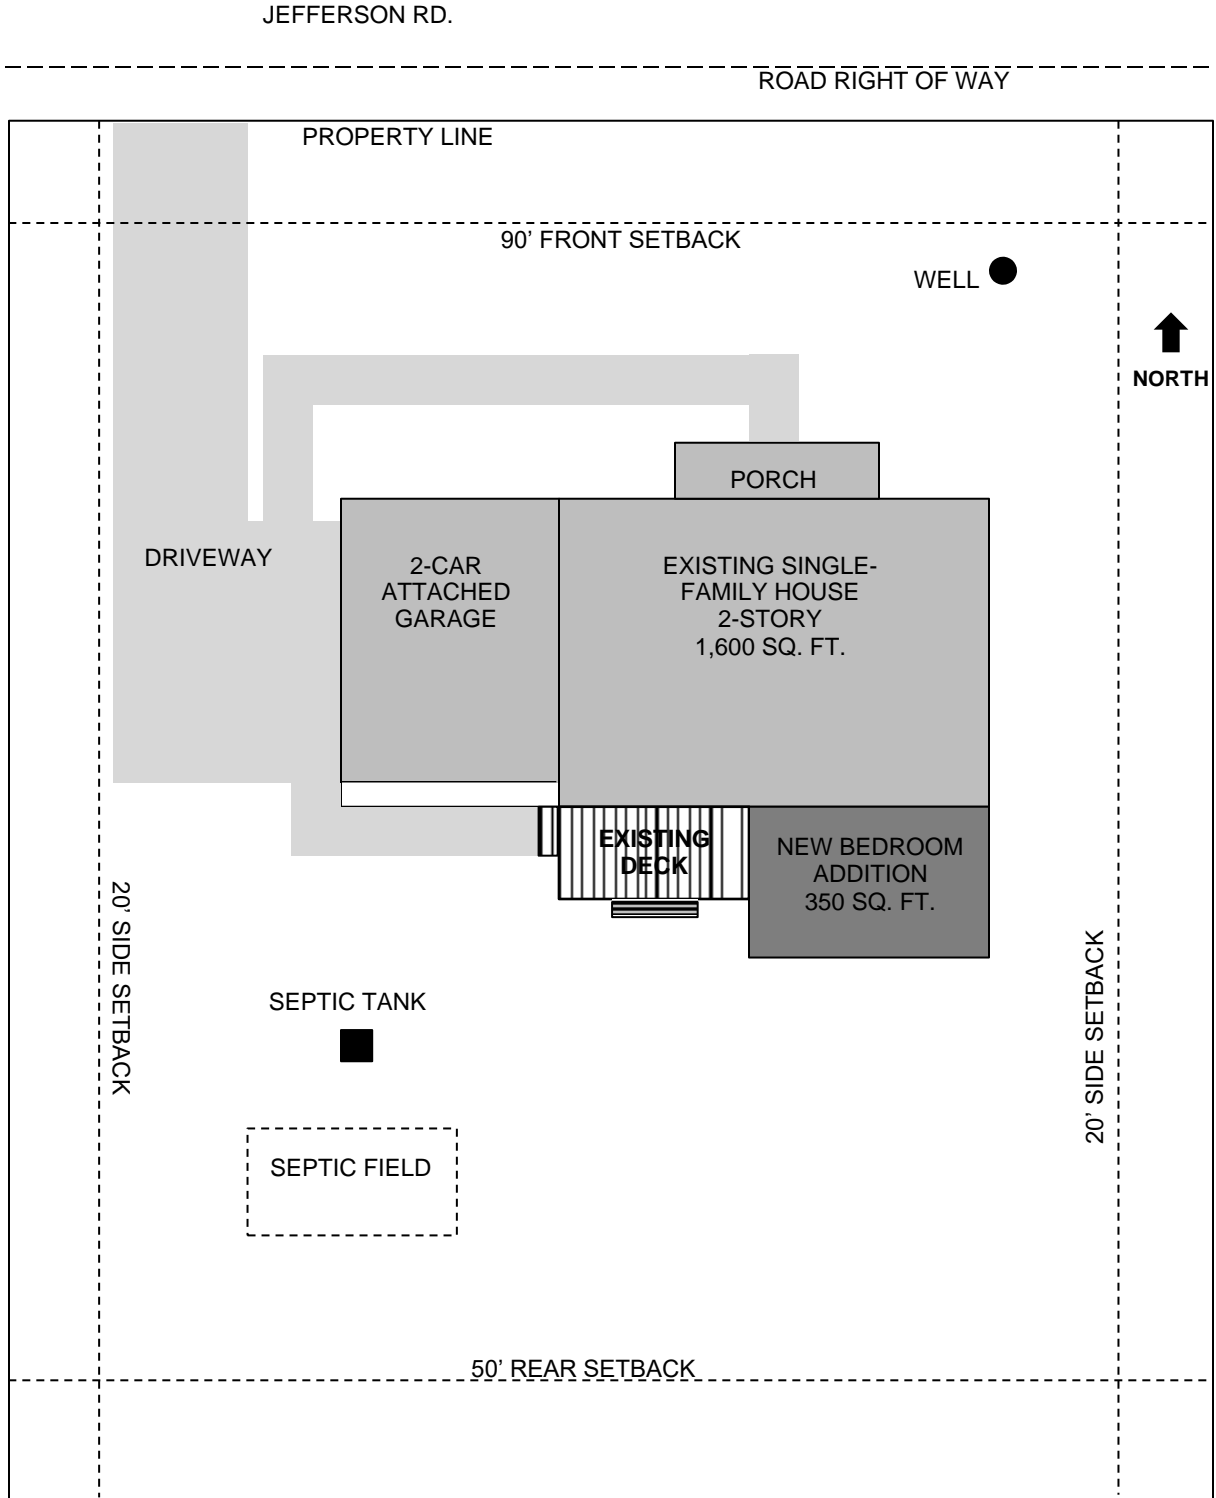 JEFFERSON RD.
ROAD RIGHT OF WAY
PROPERTY LINE
90’ FRONT SETBACK
WELL
NORTH
PORCH
DRIVEWAY
2-CAR
ATTACHED
GARAGE
EXISTING SINGLE-
FAMILY HOUSE
2-STORY
1,600 SQ. FT.
EXISTING
DECK
NEW BEDROOM
ADDITION
350 SQ. FT.
20’ SIDE SETBACK
20’ SIDE SETBACK
SEPTIC TANK
SEPTIC FIELD
50’ REAR SETBACK